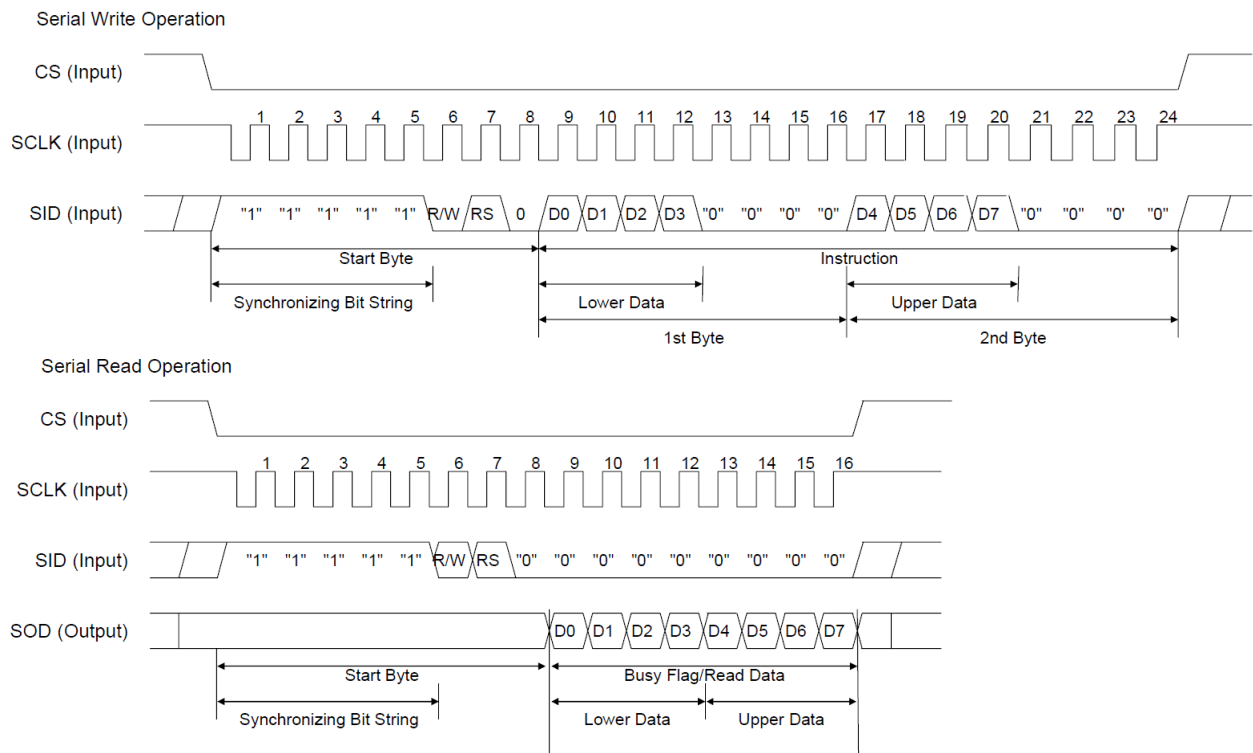 Serial Write Operation
CS (Input)
1 2 3 4 5 6 7 8 9 10 11 12 13 14 15 16 17 18 19 20 21 22 23 24
SCLK (Input)
SID (Input) "1" "1" "1" "1" "1" R/W RS 0 D0 D1 D2 D3 "0" "0" "0" "0" D4 D5 D6 D7 "0" "0" "0' "0"
Start Byte Instruction
Synchronizing Bit String Lower Data Upper Data
1st Byte 2nd Byte
Serial Read Operation
CS (Input)
1 2 3 4 5 6 7 8 9 10 11 12 13 14 15 16
SCLK (Input)
SID (Input) "1" "1" "1" "1" "1" R/W RS "0" "0" "0" "0" "0" "0" "0" "0" "0"
SOD (Output) D0 D1 D2 D3 D4 D5 D6 D7
Start Byte Busy Flag/Read Data
Synchronizing Bit String Lower Data Upper Data